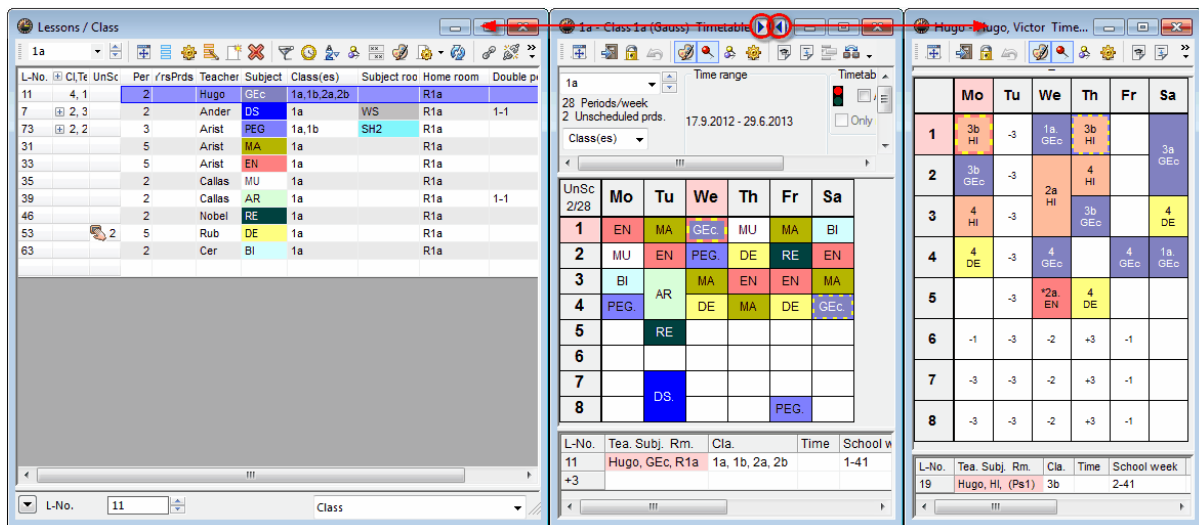 Lessons / Class
1a
L-No. Cl,Te UnSc Per Teacher Subject Class(es) Subject roo Home room Double pe
11 4, 1 2 Hugo GEc 1a,1b,2a,2b R1a
7 2, 3 2 Ander DS 1a WS R1a 1-1
73 2, 2 3 Arist PEG 1a,1b SH2 R1a
31 5 Arist MA 1a R1a
33 5 Arist EN 1a R1a
35 2 Callas MU 1a R1a
39 2 Callas AR 1a R1a 1-1
46 2 Nobel RE 1a R1a
53 2 5 Rub DE 1a R1a
63 2 Cer BI 1a R1a
L-No. 11 Class
1a - Class 1a (Gauss) Timetable
1a
Time range
Timetab
28 Periods/week
2 Unscheduled prds.
17.9.2012 - 29.6.2013
Only
Class(es)
UnSc
2/28
Mo Tu We Th Fr Sa
1 EN MA GEc. MU MA BI
2 MU EN PEG. DE RE EN
3 BI AR MA EN EN MA
4 PEG. DE MA DE GEc.
5 RE
6
7 DS.
8 PEG.
L-No. Tea. Subj. Rm. Cla. Time School w
11 Hugo, GEc, R1a 1a, 1b, 2a, 2b 1-41
+3
Hugo - Hugo, Victor Time...
Mo Tu We Th Fr Sa
1 3b HI -3 1a. GEc 3b HI 3a GEc
2 3b GEc -3 2a HI 4 HI
3 4 HI -3 3b GEc 4 DE
4 4 DE -3 4 GEc 4 GEc 1a. GEc
5 -3 *2a. EN 4 DE
6 -1 -3 -2 +3 -1
7 -3 -3 -2 +3 -1
8 -3 -3 -2 +3 -1
L-No. Tea. Subj. Rm. Cla. Time School week
19 Hugo, HI, (Ps1) 3b 2-41